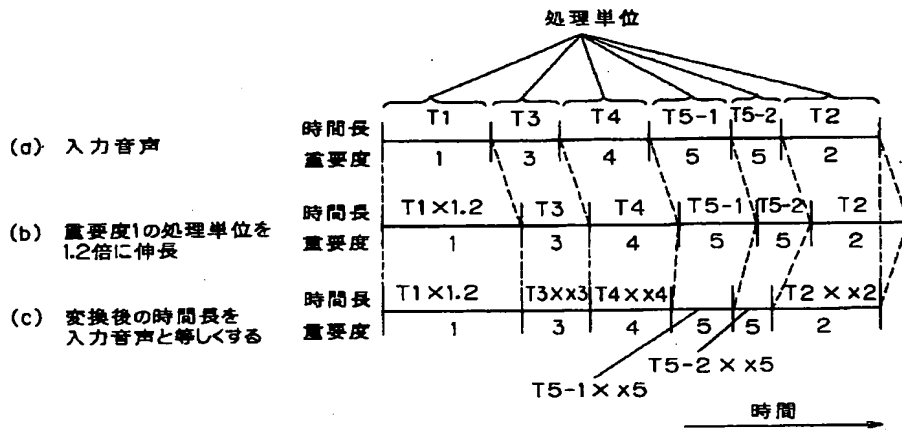 処理単位
T1 T3 T4 T5-1 T5-2 T2
(a) 入力音声
時間長
重要度
1 3 4 5 5 2
(b) 重要度1の処理単位を
1.2倍に伸長
時間長
T1×1.2 T3 T4 T5-1 T5-2 T2
重要度
1 3 4 5 5 2
(c) 変換後の時間長を
入力音声と等しくする
時間長
T1×1.2 T3×x3 T4×x4 T2×x2
重要度
1 3 4 5 5 2
T5-2×x5
T5-1×x5
時間